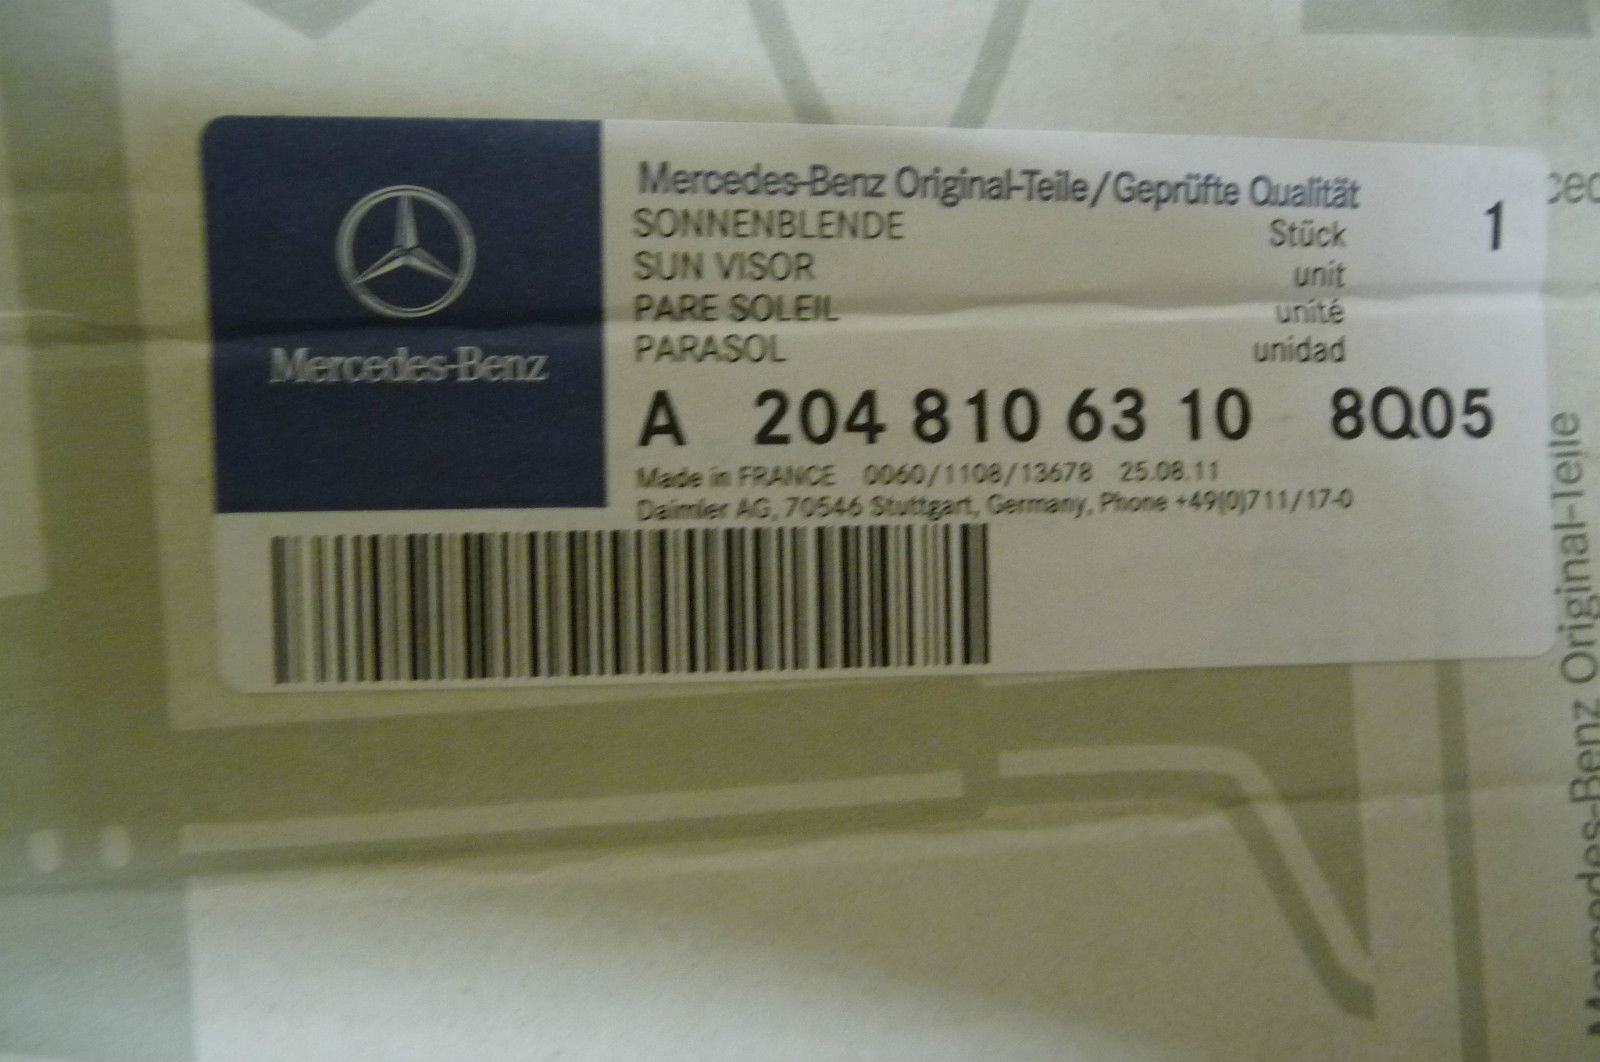 Mercedes-Benz
Mercedes-Benz Original-Teile/Geprüfte Qualität
SONNENBLENDE Stück 1
SUN VISOR unit
PARE SOLEIL unité
PARASOL unidad
A 204 810 63 10 8Q05
Made in FRANCE 0060/1108/13678 25.08.11
Daimler AG, 70546 Stuttgart, Germany, Phone +49(0)711/17-0
Mercedes-Benz Original-Teile